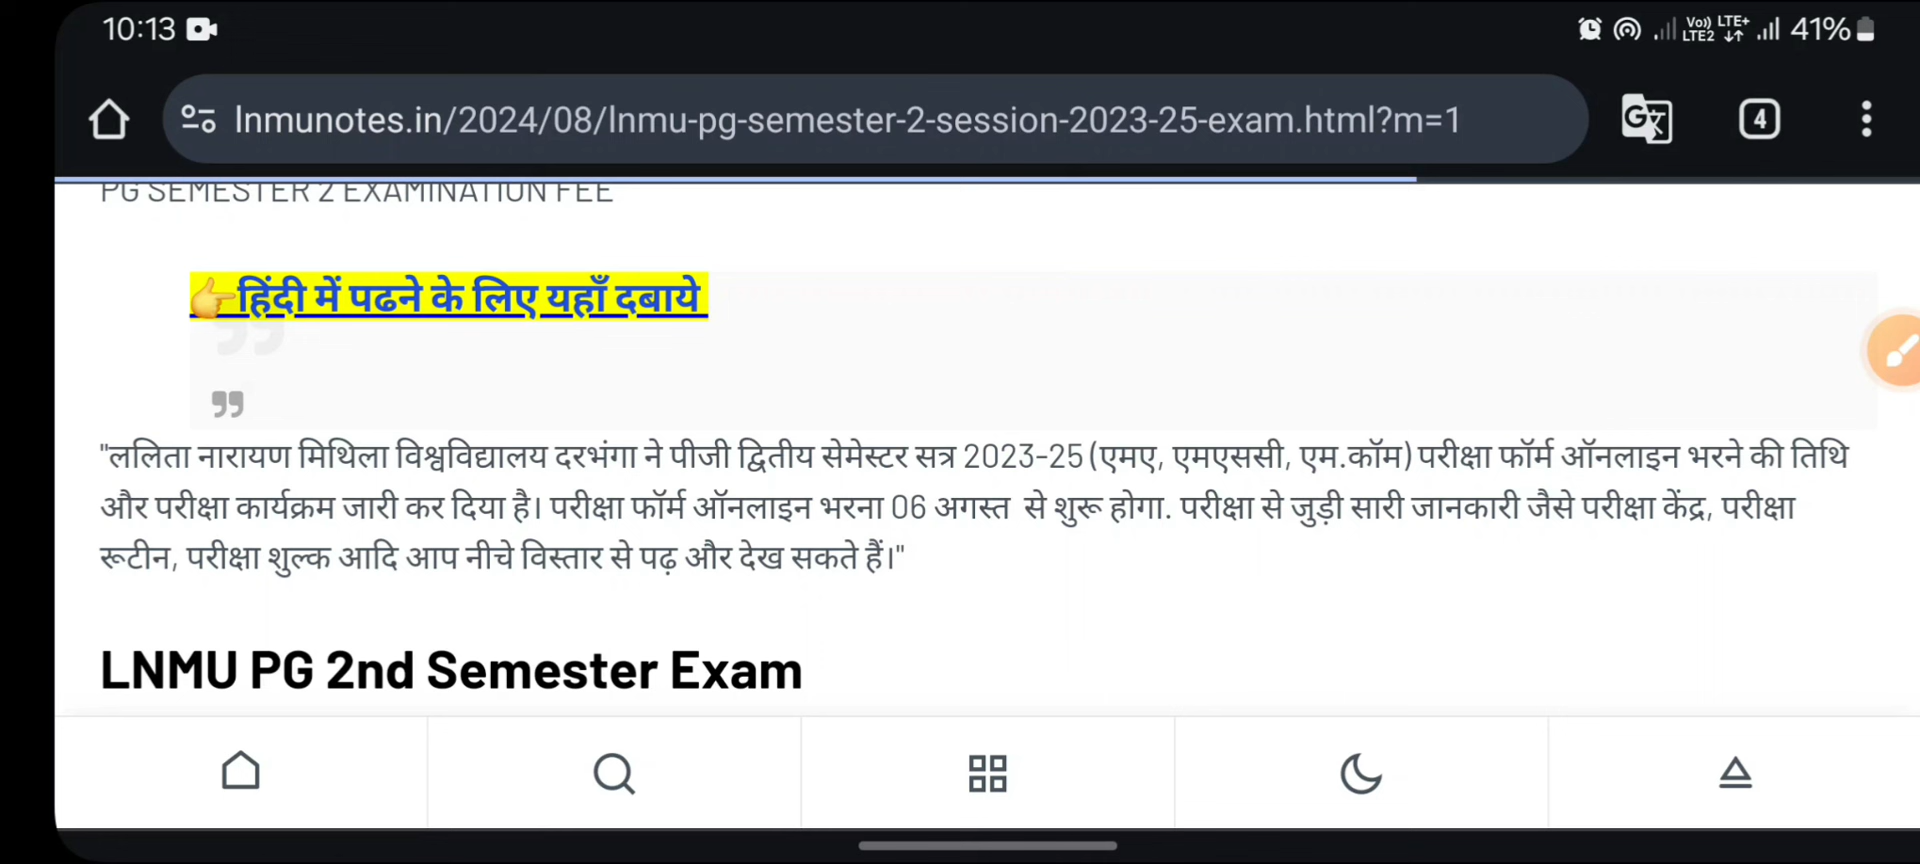 10:13
Vo)) LTE+
LTE2
41%
lnmunotes.in/2024/08/lnmu-pg-semester-2-session-2023-25-exam.html?m=1
4
PG SEMESTER 2 EXAMINATION FEE
👉हिंदी में पढने के लिए यहाँ दबाये
"ललिता नारायण मिथिला विश्वविद्यालय दरभंगा ने पीजी द्वितीय सेमेस्टर सत्र 2023-25 (एमए, एमएससी, एम.कॉम) परीक्षा फॉर्म ऑनलाइन भरने की तिथि
और परीक्षा कार्यक्रम जारी कर दिया है। परीक्षा फॉर्म ऑनलाइन भरना 06 अगस्त से शुरू होगा. परीक्षा से जुड़ी सारी जानकारी जैसे परीक्षा केंद्र, परीक्षा
रूटीन, परीक्षा शुल्क आदि आप नीचे विस्तार से पढ़ और देख सकते हैं।"
LNMU PG 2nd Semester Exam